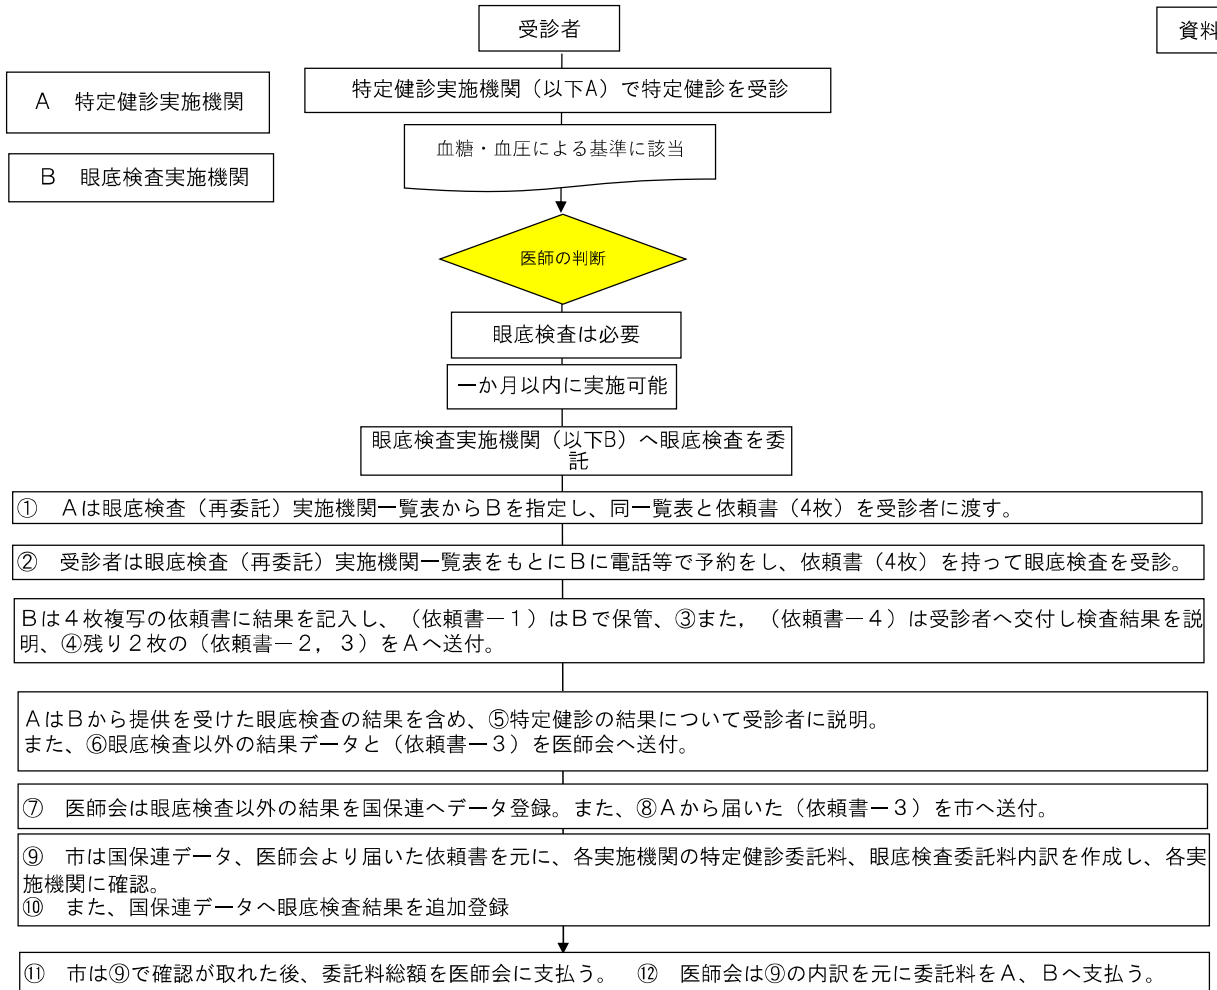 受診者
資料
特定健診実施機関（以下A）で特定健診を受診
A　特定健診実施機関
血糖・血圧による基準に該当
B　眼底検査実施機関
医師の判断
眼底検査は必要
一か月以内に実施可能
眼底検査実施機関（以下B）へ眼底検査を委
託
①　Aは眼底検査（再委託）実施機関一覧表からBを指定し、同一覧表と依頼書（4枚）を受診者に渡す。
②　受診者は眼底検査（再委託）実施機関一覧表をもとにBに電話等で予約をし、依頼書（4枚）を持って眼底検査を受診。
Bは４枚複写の依頼書に結果を記入し、（依頼書－１）はBで保管、③また，（依頼書－４）は受診者へ交付し検査結果を説
明、④残り２枚の（依頼書－２，３）をAへ送付。
AはBから提供を受けた眼底検査の結果を含め、⑤特定健診の結果について受診者に説明。
また、⑥眼底検査以外の結果データと（依頼書－３）を医師会へ送付。
⑦　医師会は眼底検査以外の結果を国保連へデータ登録。また、⑧Aから届いた（依頼書－３）を市へ送付。
⑨　市は国保連データ、医師会より届いた依頼書を元に、各実施機関の特定健診委託料、眼底検査委託料内訳を作成し、各実
施機関に確認。
⑩　また、国保連データへ眼底検査結果を追加登録
⑪　市は⑨で確認が取れた後、委託料総額を医師会に支払う。　⑫　医師会は⑨の内訳を元に委託料をA、Bへ支払う。